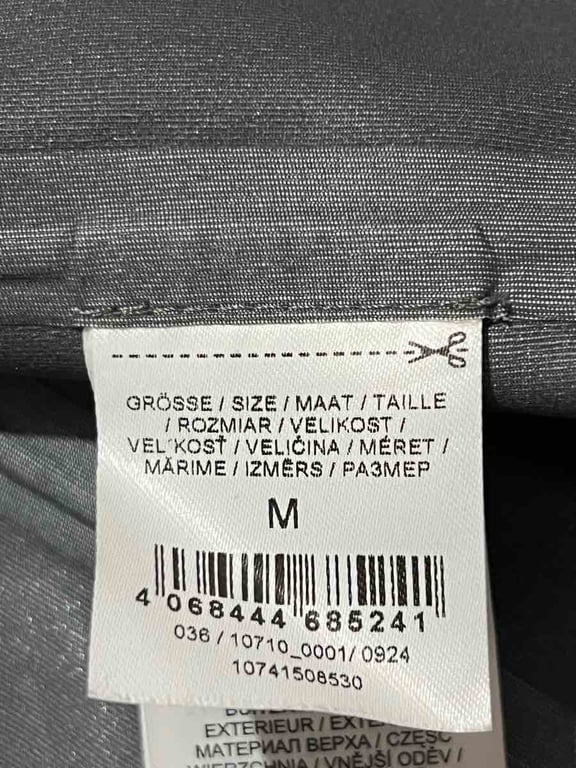 GRÖSSE / SIZE / MAAT / TAILLE
/ ROZMIAR / VELIKOST /
VEĽKOSŤ / VELIČINA / MÉRET /
MĂRIME / IZMĒRS / РАЗМЕР
M
4 068444 685241
036 / 10710_0001/ 0924
10741508530
EXTERIEUR /
МАТЕРИАЛ ВЕРХА / CZĘŚĆ
WIERZCHNIA / VNĚJŠÍ ODĚV /